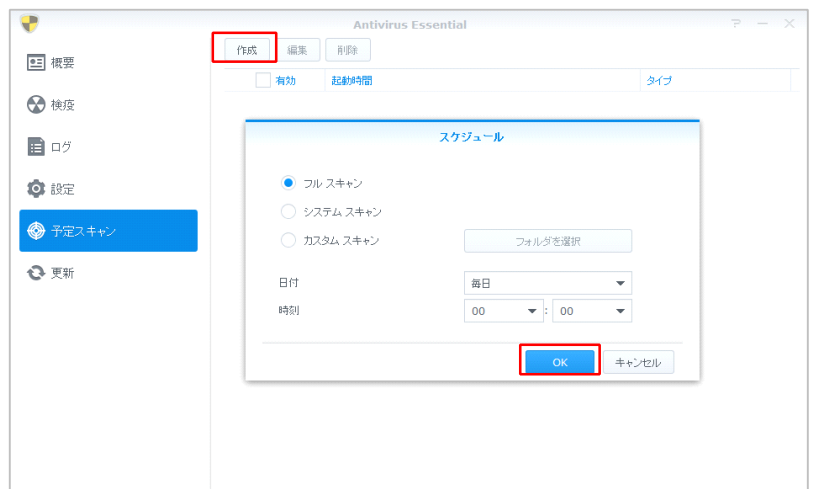 Antivirus Essential
概要
検疫
ログ
設定
予定スキャン
更新
作成 編集 削除
有効 起動時間 タイプ
スケジュール
フル スキャン
システム スキャン
カスタム スキャン フォルダを選択
日付 毎日
時刻 00 : 00
OK キャンセル